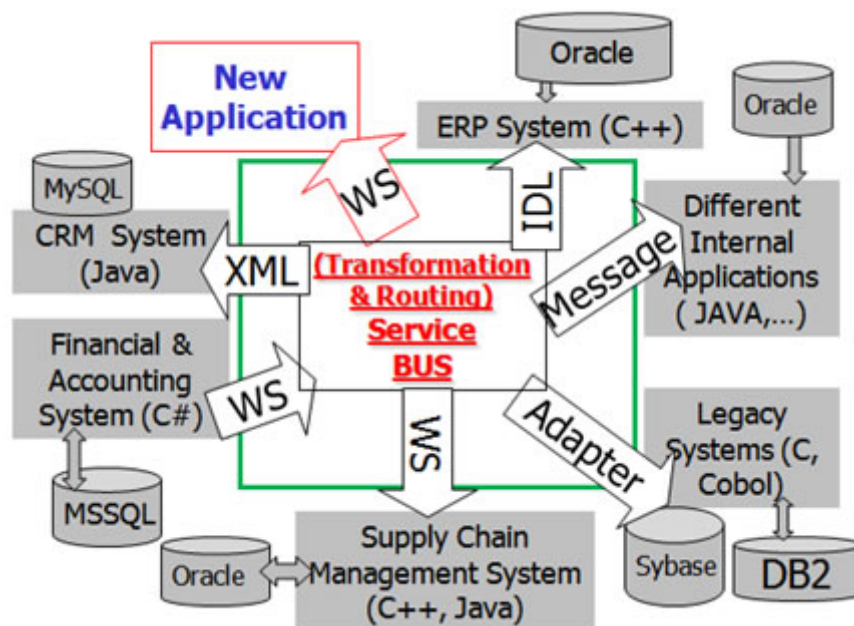 Oracle
New
Application
ERP System (C++)
Oracle
MySQL
WS
IDL
CRM System
(Java)
XML
(Transformation
& Routing)
Service
BUS
Message
Different
Internal
Applications
( JAVA,...)
Financial &
Accounting
System (C#)
WS
WS
Adapter
Legacy
Systems (C,
Cobol)
MSSQL
Oracle
Supply Chain
Management System
(C++, Java)
Sybase
DB2